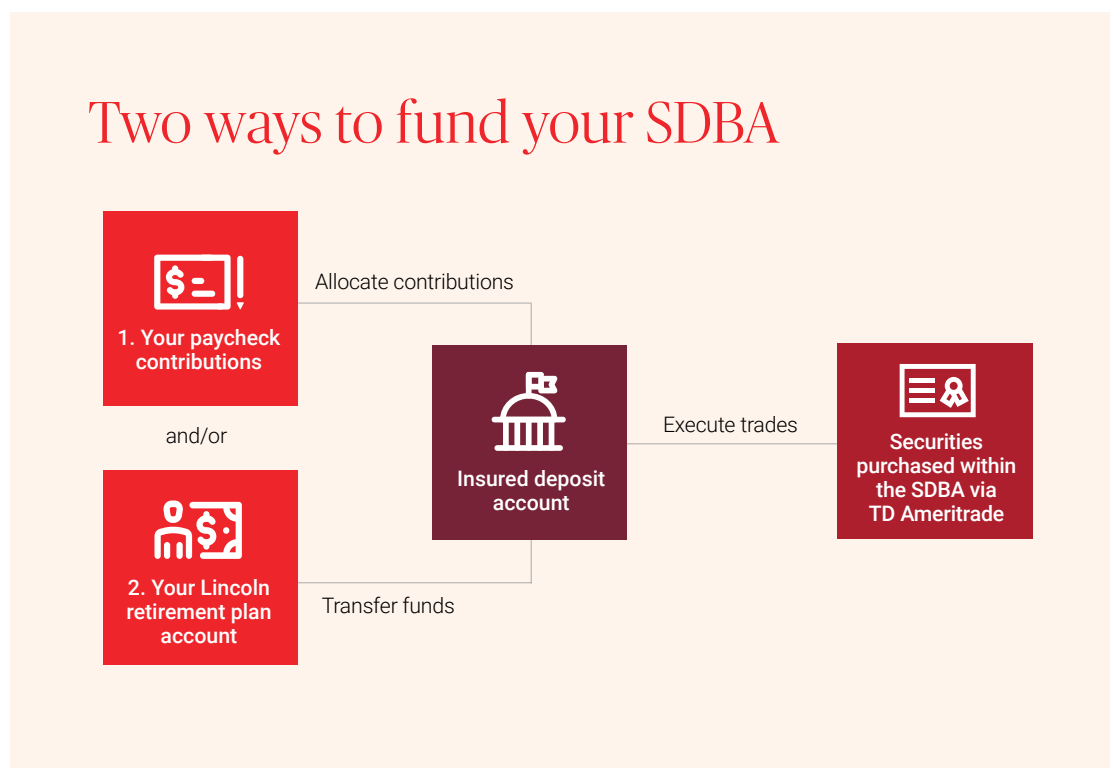 Two ways to fund your SDBA
1. Your paycheck
contributions
Allocate contributions
and/or
2. Your Lincoln
retirement plan
account
Transfer funds
Insured deposit
account
Execute trades
Securities
purchased within
the SDBA via
TD Ameritrade